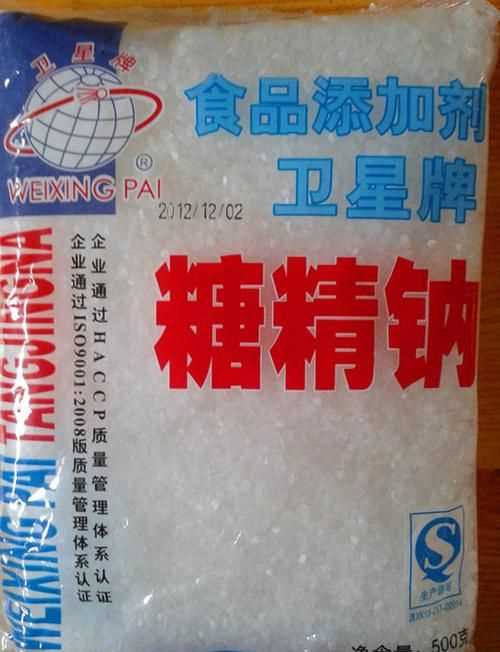 卫星牌
®
WEIXING PAI
2012/12/02
食品添加剂
卫星牌
糖精钠
企业通过HACCP质量管理体系认证
企业通过ISO9001:2008版质量管理体系认证
WEIXING PAI TANGJINGNA
生产许可
净含量:500克